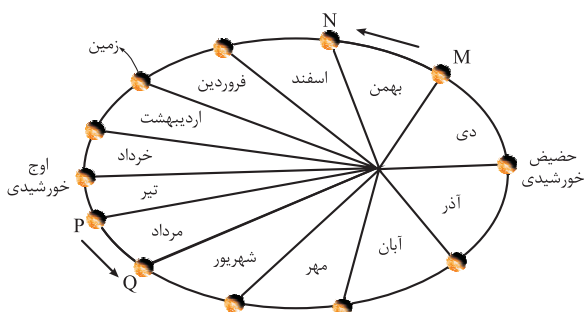 N
M
زمین
فروردین
اسفند
بهمن
اردیبهشت
دی
خرداد
اوج
خورشیدی
حضیض
خورشیدی
تیر
آذر
P
مرداد
آبان
شهریور
مهر
Q